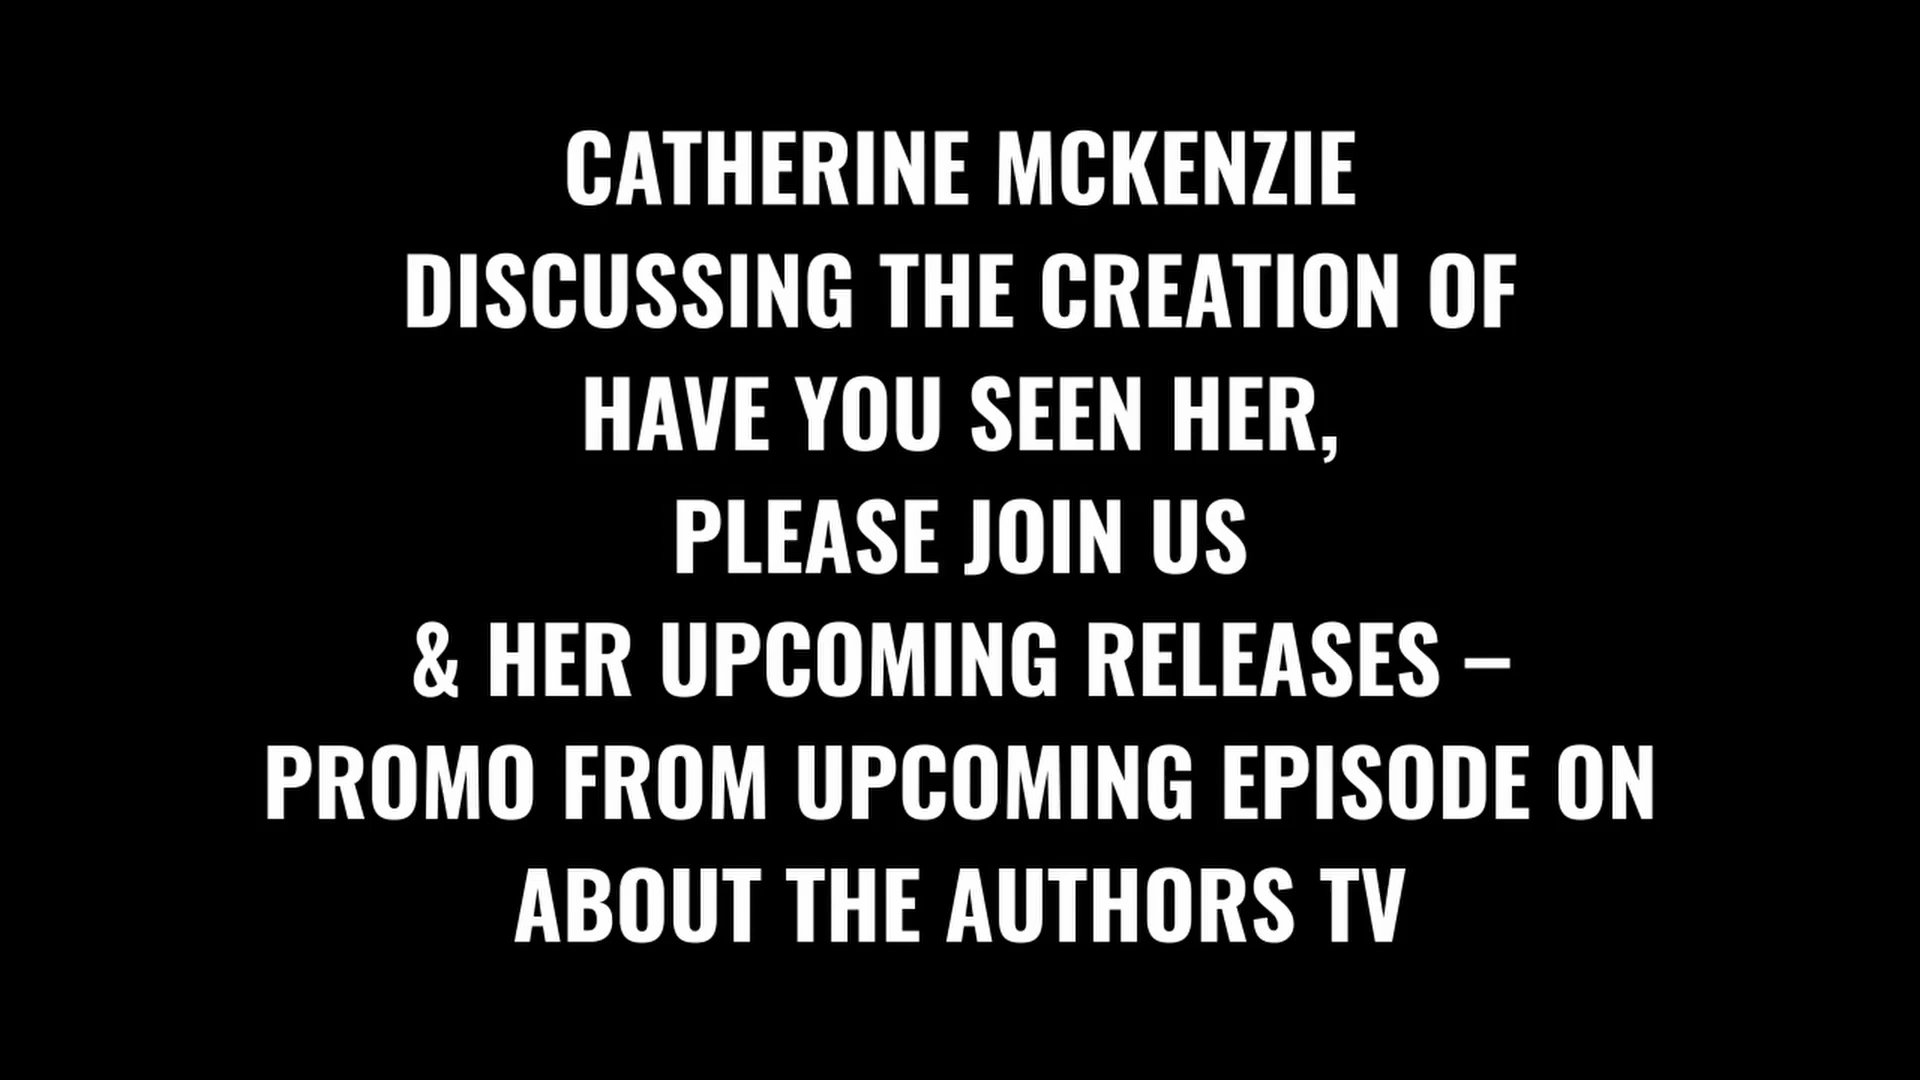 CATHERINE MCKENZIE
DISCUSSING THE CREATION OF
HAVE YOU SEEN HER,
PLEASE JOIN US
& HER UPCOMING RELEASES –
PROMO FROM UPCOMING EPISODE ON
ABOUT THE AUTHORS TV